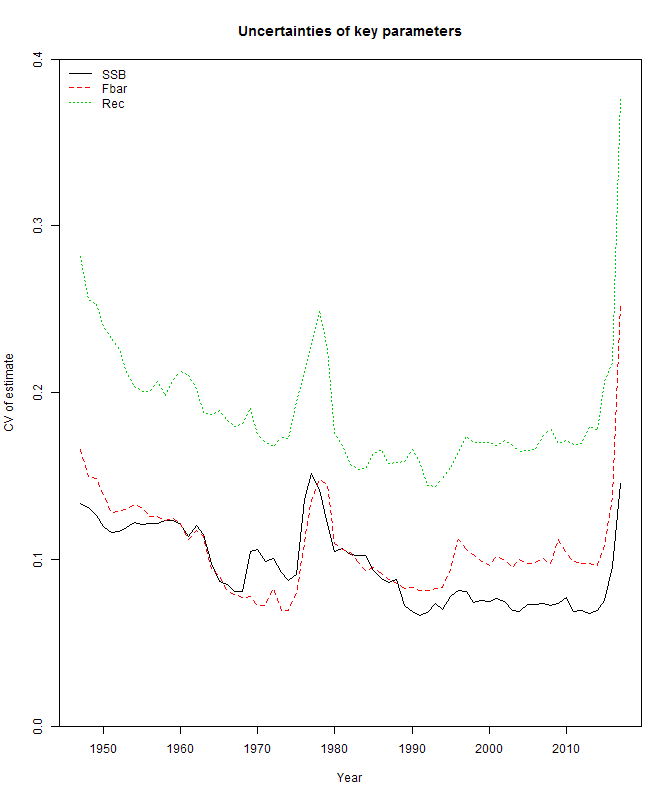 Uncertainties of key parameters
SSB
Fbar
Rec
CV of estimate
0.4
0.3
0.2
0.1
0.0
1950 1960 1970 1980 1990 2000 2010
Year